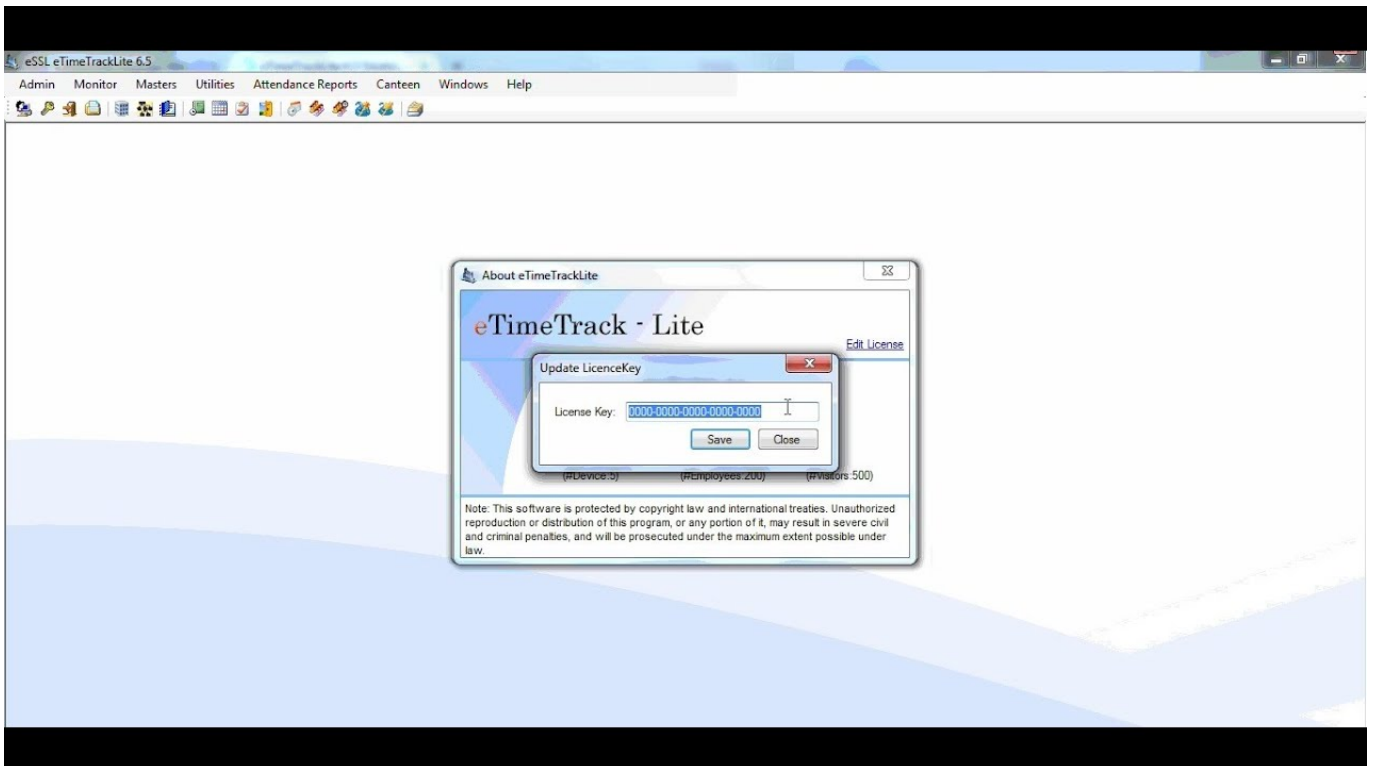 eSSL eTimeTrackLite 6.5
Admin Monitor Masters Utilities Attendance Reports Canteen Windows Help
About eTimeTrackLite
eTimeTrack - Lite
Edit License
Update LicenceKey
License Key: 0000-0000-0000-0000-0000
Save Close
(#Device:5) (#Employees:200) (#Visitors:500)
Note: This software is protected by copyright law and international treaties. Unauthorized
reproduction or distribution of this program, or any portion of it, may result in severe civil
and criminal penalties, and will be prosecuted under the maximum extent possible under
law.